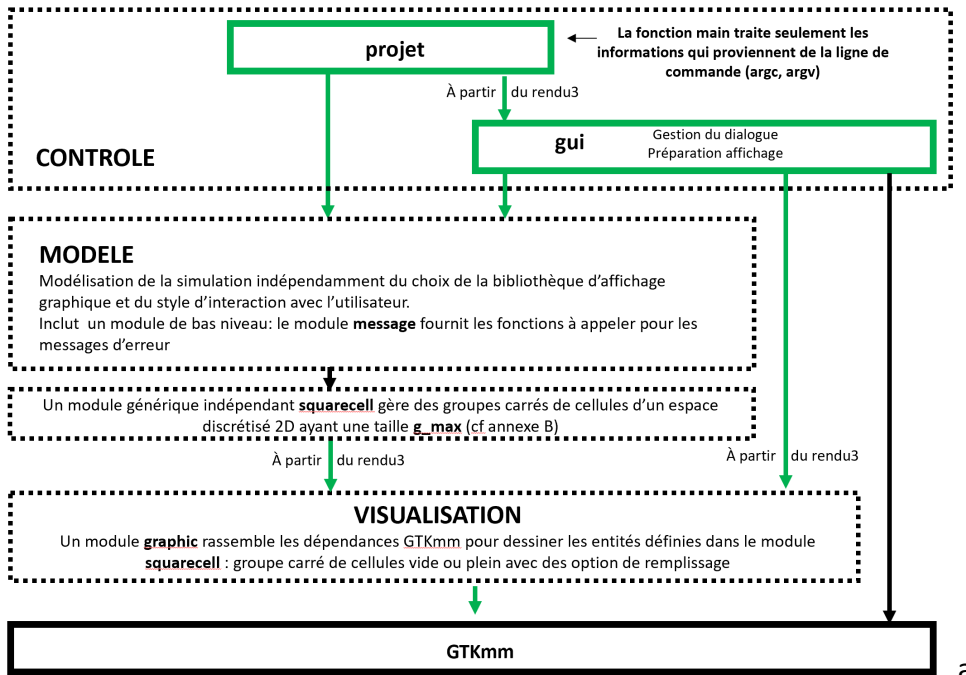 projet
La fonction main traite seulement les
informations qui proviennent de la ligne de
commande (argc, argv)
À partir du rendu3
gui
Gestion du dialogue
Préparation affichage
CONTROLE
MODELE
Modélisation de la simulation indépendamment du choix de la bibliothèque d’affichage
graphique et du style d’interaction avec l’utilisateur.
Inclut un module de bas niveau: le module message fournit les fonctions à appeler pour les
messages d’erreur
Un module générique indépendant squarecell gère des groupes carrés de cellules d’un espace
discrétisé 2D ayant une taille g_max (cf annexe B)
À partir du rendu3
À partir du rendu3
VISUALISATION
Un module graphic rassemble les dépendances GTKmm pour dessiner les entités définies dans le module
squarecell : groupe carré de cellules vide ou plein avec des option de remplissage
GTKmm